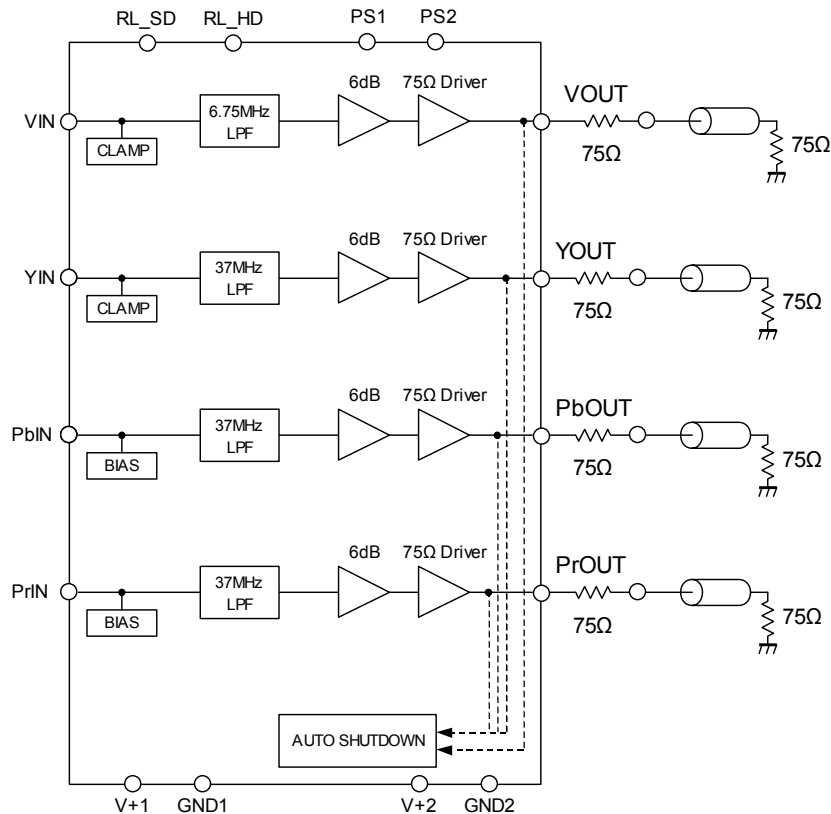 RL_SD RL_HD PS1 PS2
6dB 75Ω Driver VOUT
VIN 6.75MHz
LPF
CLAMP 75Ω 75Ω
6dB 75Ω Driver YOUT
YIN 37MHz
LPF
CLAMP 75Ω 75Ω
6dB 75Ω Driver PbOUT
PbIN 37MHz
LPF
BIAS 75Ω 75Ω
6dB 75Ω Driver PrOUT
PrIN 37MHz
LPF
BIAS 75Ω 75Ω
AUTO SHUTDOWN
V+1 GND1 V+2 GND2